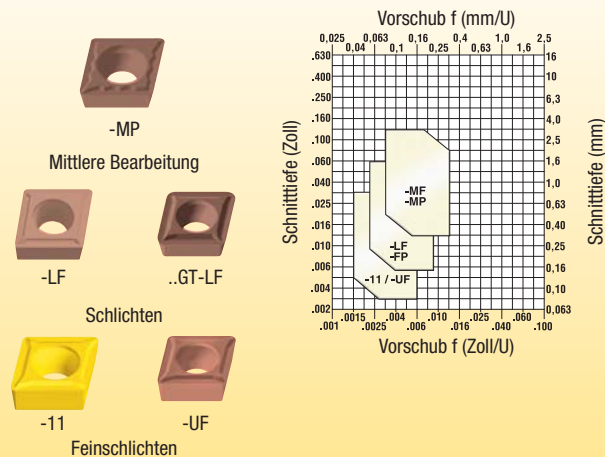 -MP
Mittlere Bearbeitung
-LF
..GT-LF
Schlichten
-11
-UF
Feinschlichten
Vorschub f (mm/U)
0,025 0,063 0,16 0,4 1,0 2,5
0,04 0,1 0,25 0,63 1,6
Schnitttiefe (Zoll)
.630 16
.400 10
.250 6,3
.160 4,0
.100 2,5
.060 1,6
.040 1,0
.025 0,63
.016 0,40
.010 0,25
.006 0,16
.004 0,10
.002 0,063
Schnitttiefe (mm)
-MF
-MP
-LF
-FP
-11 / -UF
.0015 .004 .010 .025 .060
.001 .0025 .006 .016 .040 .100
Vorschub f (Zoll/U)